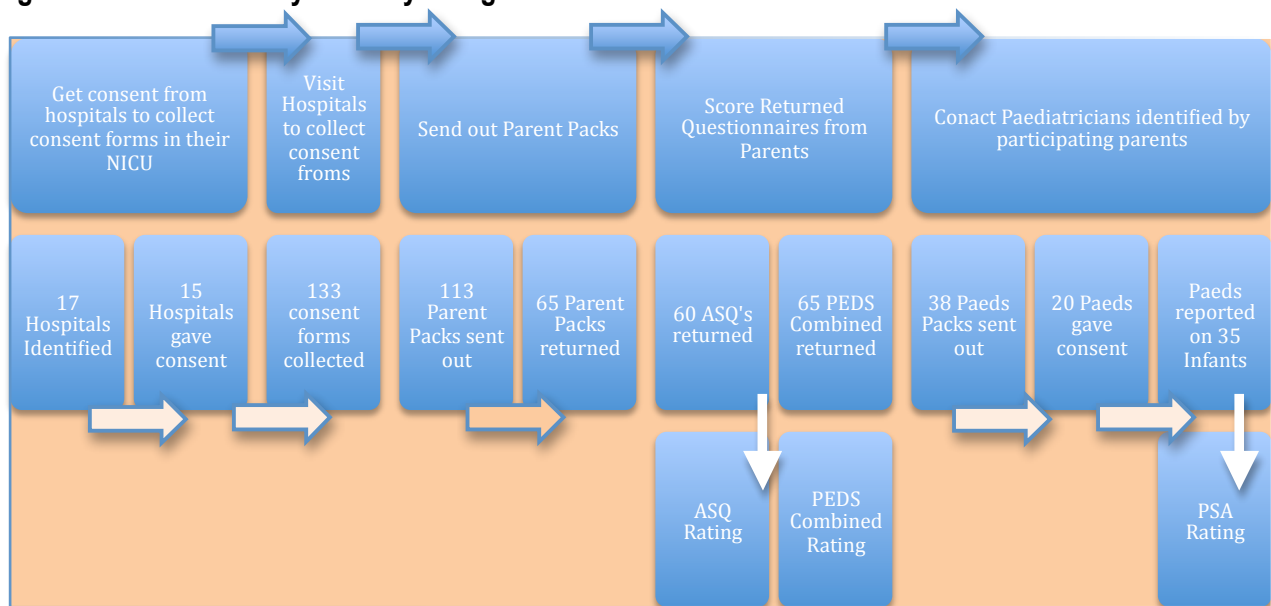 Get consent from
hospitals to collect
consent forms in their
NICU
Visit
Hospitals
to collect
consent
froms
Send out Parent Packs
Score Returned
Questionnaires from
Parents
Conact Paediatricians identified by
participating parents
17
Hospitals
Identified
15
Hospitals
gave
consent
133
consent
forms
collected
113
Parent
Packs sent
out
65 Parent
Packs
returned
60 ASQ's
returned
65 PEDS
Combined
returned
38 Paeds
Packs sent
out
20 Paeds
gave
consent
Paeds
reported
on 35
Infants
ASQ
Rating
PEDS
Combined
Rating
PSA
Rating